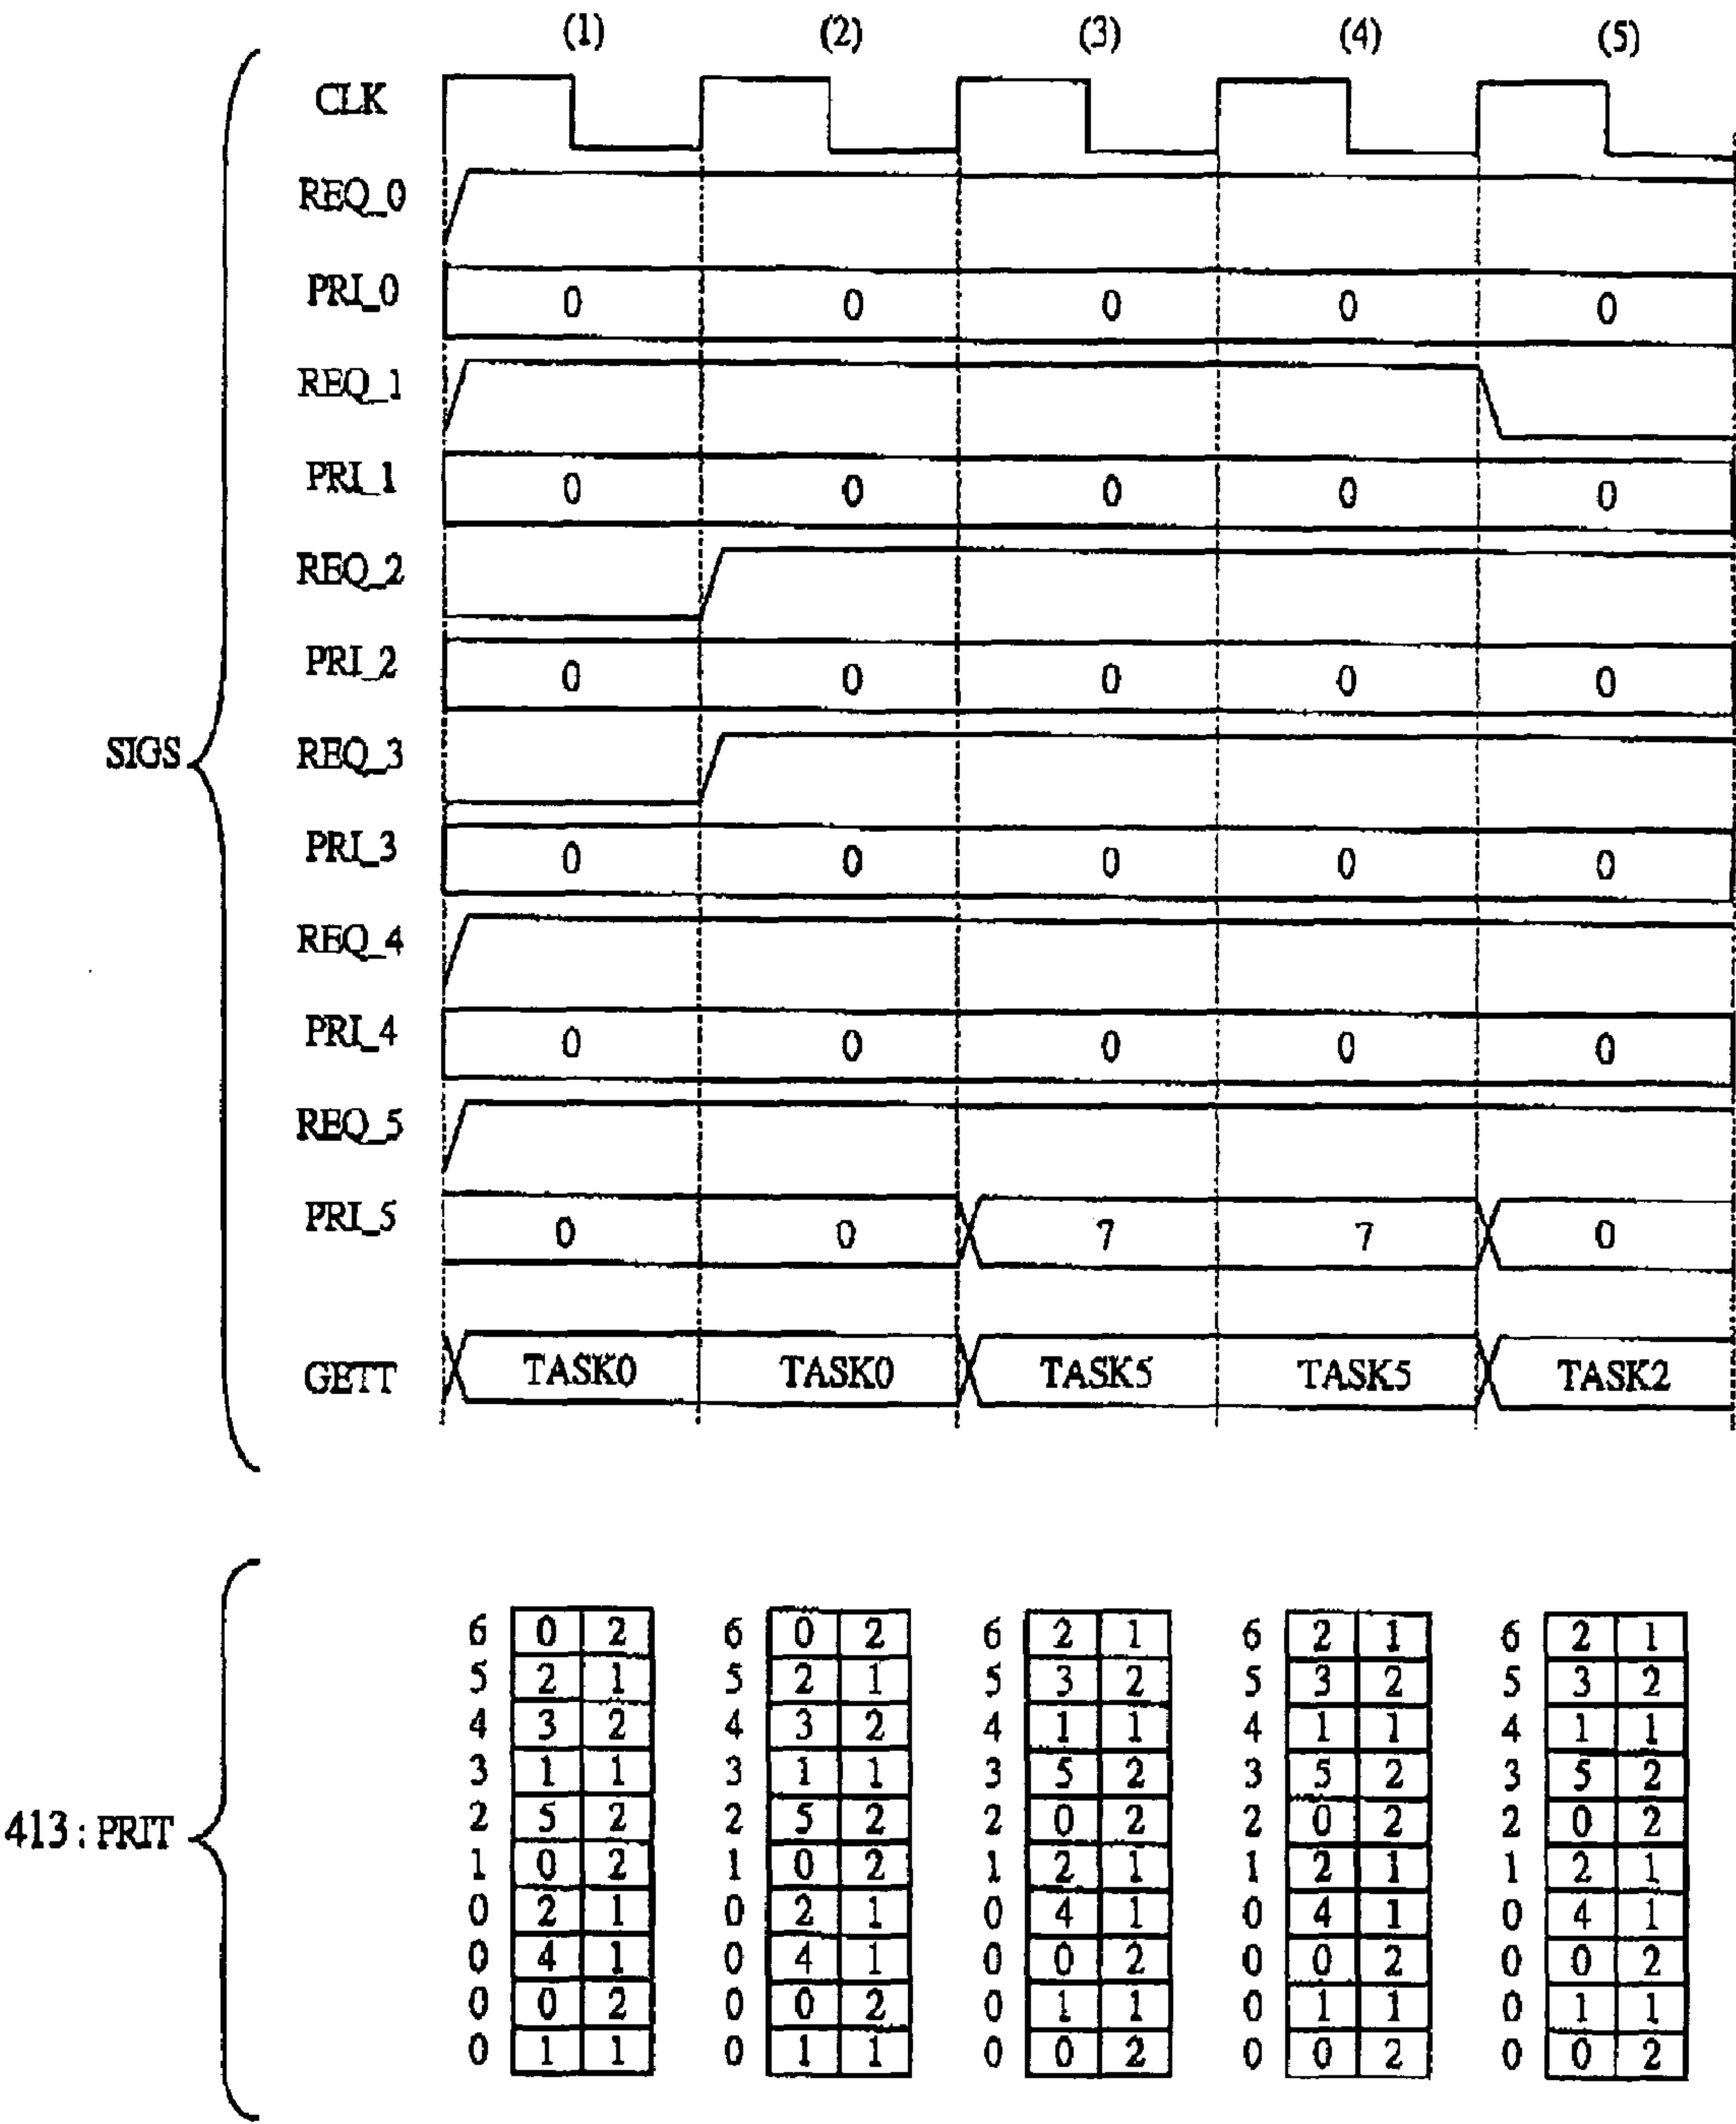 (1) (2) (3) (4) (5)
CLK
REQ_0
PRI_0 0 0 0 0 0
REQ_1
PRI_1 0 0 0 0 0
REQ_2
PRI_2 0 0 0 0 0
SIGS
REQ_3
PRI_3 0 0 0 0 0
REQ_4
PRI_4 0 0 0 0 0
REQ_5
PRI_5 0 0 7 7 0
GETT TASK0 TASK0 TASK5 TASK5 TASK2
413 : PRIT
6 0 2 6 0 2 6 2 1 6 2 1 6 2 1
5 2 1 5 2 1 5 3 2 5 3 2 5 3 2
4 3 2 4 3 2 4 1 1 4 1 1 4 1 1
3 1 1 3 1 1 3 5 2 3 5 2 3 5 2
2 5 2 2 5 2 2 0 2 2 0 2 2 0 2
1 0 2 1 0 2 1 2 1 1 2 1 1 2 1
0 2 1 0 2 1 0 4 1 0 4 1 0 4 1
0 4 1 0 4 1 0 0 2 0 0 2 0 0 2
0 0 2 0 0 2 0 1 1 0 1 1 0 1 1
0 1 1 0 1 1 0 0 2 0 0 2 0 0 2